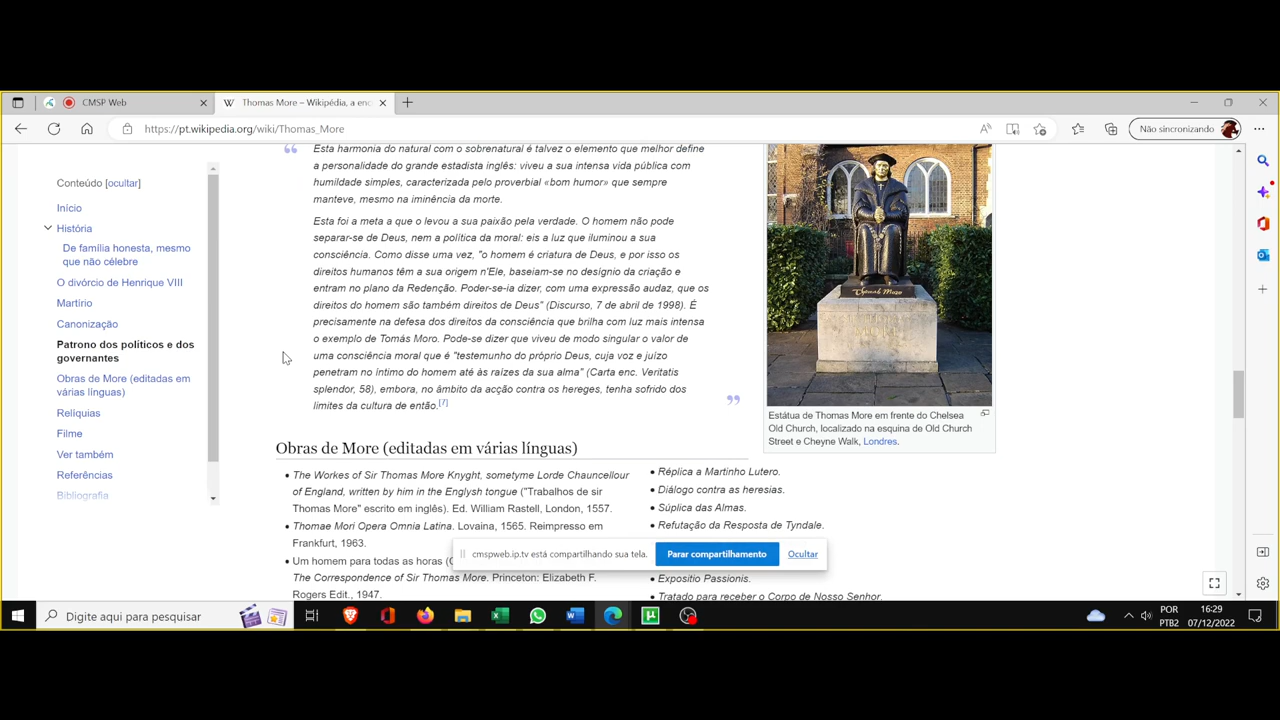 CMSP Web
Thomas More – Wikipédia, a enc
https://pt.wikipedia.org/wiki/Thomas_More
Não sincronizando
Conteúdo [ocultar]
Início
História
De família honesta, mesmo
que não célebre
O divórcio de Henrique VIII
Martírio
Canonização
Patrono dos políticos e dos
governantes
Obras de More (editadas em
várias línguas)
Relíquias
Filme
Ver também
Referências
Bibliografia
Esta harmonia do natural com o sobrenatural é talvez o elemento que melhor define
a personalidade do grande estadista inglês: viveu a sua intensa vida pública com
humildade simples, caracterizada pelo proverbial «bom humor» que sempre
manteve, mesmo na iminência da morte.
Esta foi a meta a que o levou a sua paixão pela verdade. O homem não pode
separar-se de Deus, nem a política da moral: eis a luz que iluminou a sua
consciência. Como disse uma vez, "o homem é criatura de Deus, e por isso os
direitos humanos têm a sua origem n'Ele, baseiam-se no desígnio da criação e
entram no plano da Redenção. Poder-se-ia dizer, com uma expressão audaz, que os
direitos do homem são também direitos de Deus" (Discurso, 7 de abril de 1998). É
precisamente na defesa dos direitos da consciência que brilha com luz mais intensa
o exemplo de Tomás Moro. Pode-se dizer que viveu de modo singular o valor de
uma consciência moral que é "testemunho do próprio Deus, cuja voz e juízo
penetram no íntimo do homem até às raízes da sua alma" (Carta enc. Veritatis
splendor, 58), embora, no âmbito da acção contra os hereges, tenha sofrido dos
limites da cultura de então.[7]
Thomas More
Estátua de Thomas More em frente do Chelsea
Old Church, localizado na esquina de Old Church
Street e Cheyne Walk, Londres.
Obras de More (editadas em várias línguas)
• The Workes of Sir Thomas More Knyght, sometyme Lorde Chauncellour
of England, written by him in the Englysh tongue ("Trabalhos de sir
Thomas More" escrito em inglês). Ed. William Rastell, London, 1557.
• Thomae Mori Opera Omnia Latina. Lovaina, 1565. Reimpresso em
Frankfurt, 1963.
• Um homem para todas as horas (
The Correspondence of Sir Thomas More. Princeton: Elizabeth F.
Rogers Edit., 1947.
• Réplica a Martinho Lutero.
• Diálogo contra as heresias.
• Súplica das Almas.
• Refutação da Resposta de Tyndale.
• Expositio Passionis.
• Tratado para receber o Corpo de Nosso Senhor.
cmspweb.ip.tv está compartilhando sua tela.
Parar compartilhamento
Ocultar
Digite aqui para pesquisar
POR
PTB2
16:29
07/12/2022